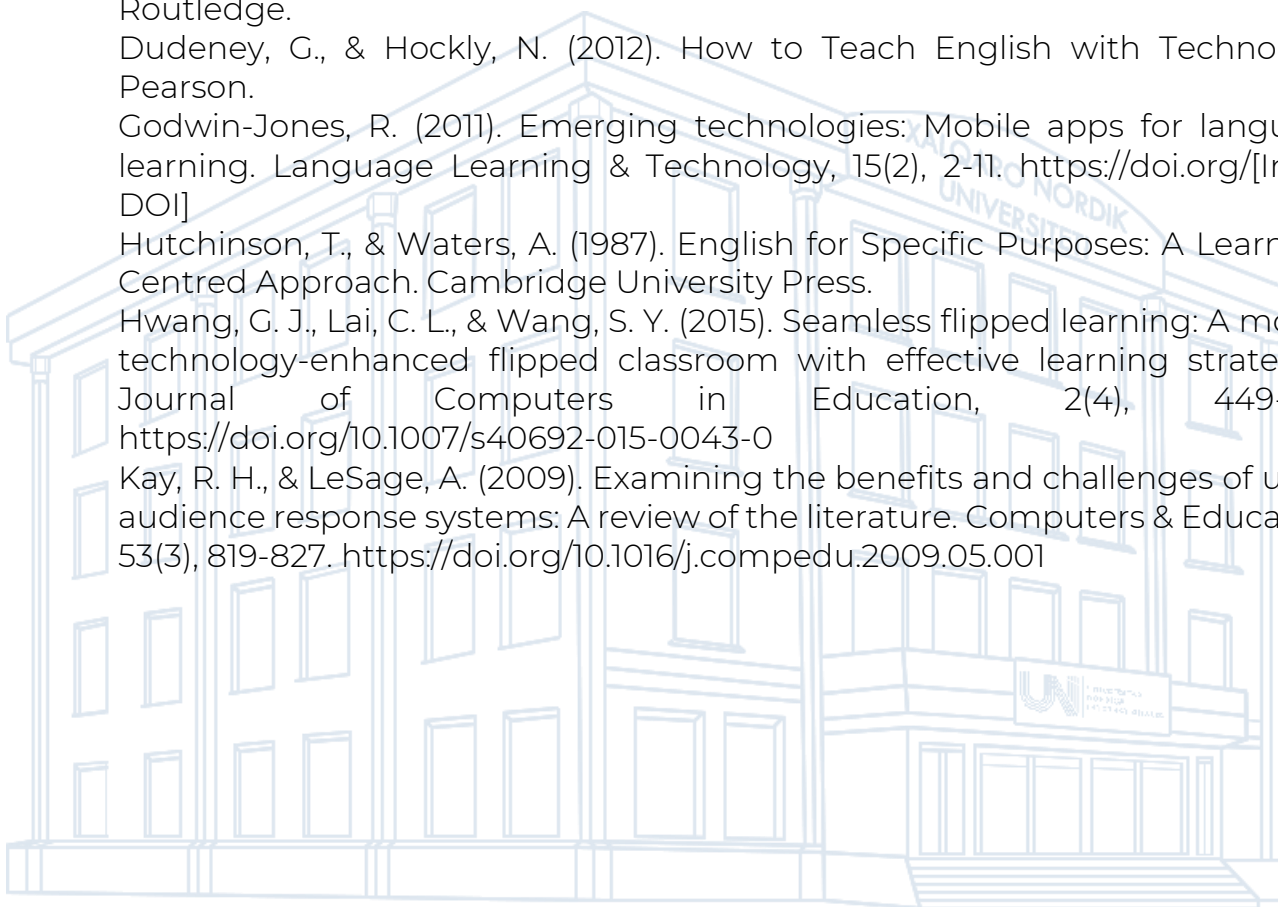 Routledge.
Dudeney, G., & Hockly, N. (2012). How to Teach English with Techno
Pearson.
Godwin-Jones, R. (2011). Emerging technologies: Mobile apps for langu
learning. Language Learning & Technology, 15(2), 2-11. https://doi.org/[In
DOI]
Hutchinson, T., & Waters, A. (1987). English for Specific Purposes: A Learn
Centred Approach. Cambridge University Press.
Hwang, G. J., Lai, C. L., & Wang, S. Y. (2015). Seamless flipped learning: A mo
technology-enhanced flipped classroom with effective learning strate
Journal of Computers in Education, 2(4), 449-
https://doi.org/10.1007/s40692-015-0043-0
Kay, R. H., & LeSage, A. (2009). Examining the benefits and challenges of u
audience response systems: A review of the literature. Computers & Educa
53(3), 819-827. https://doi.org/10.1016/j.compedu.2009.05.001
XALQARO NORDIK
UNIVERSITET
UN